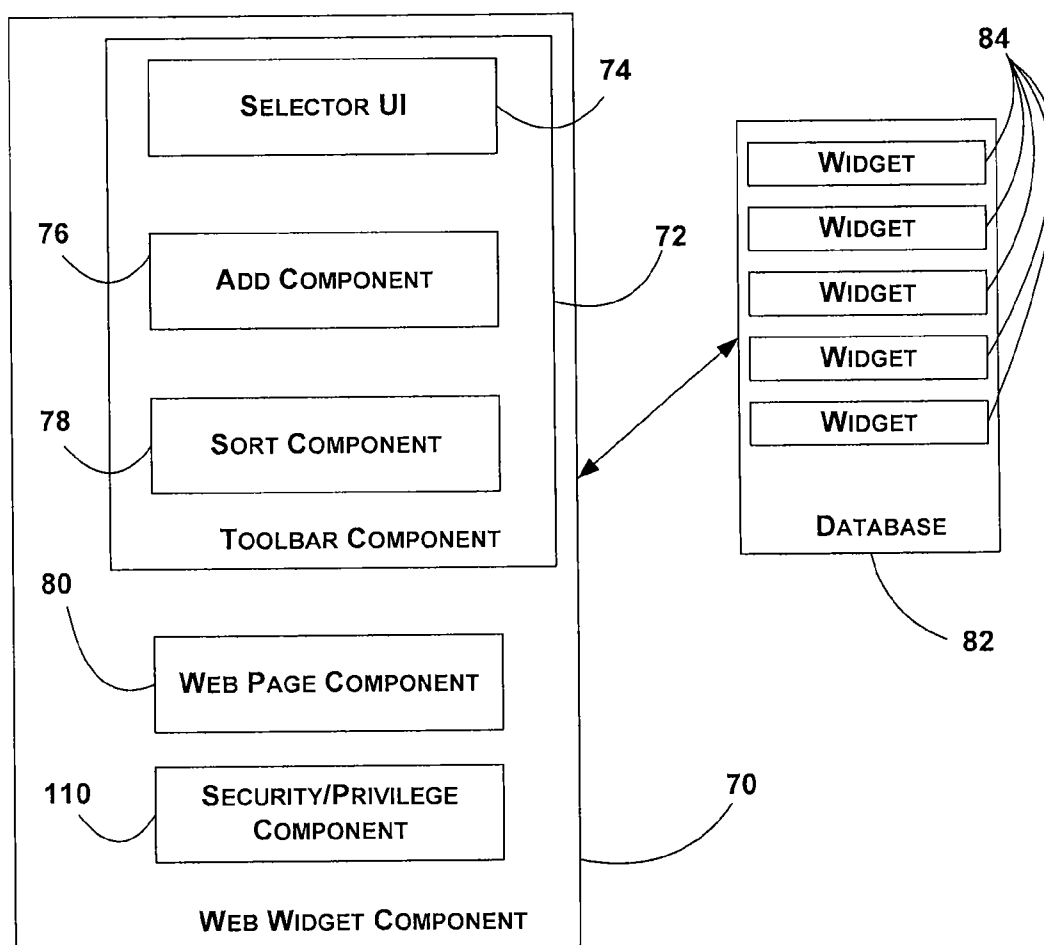 84
74
SELECTOR UI
WIDGET
WIDGET
76
72
ADD COMPONENT
WIDGET
WIDGET
78
WIDGET
SORT COMPONENT
DATABASE
TOOLBAR COMPONENT
80
82
WEB PAGE COMPONENT
110
SECURITY/PRIVILEGE
COMPONENT
70
WEB WIDGET COMPONENT